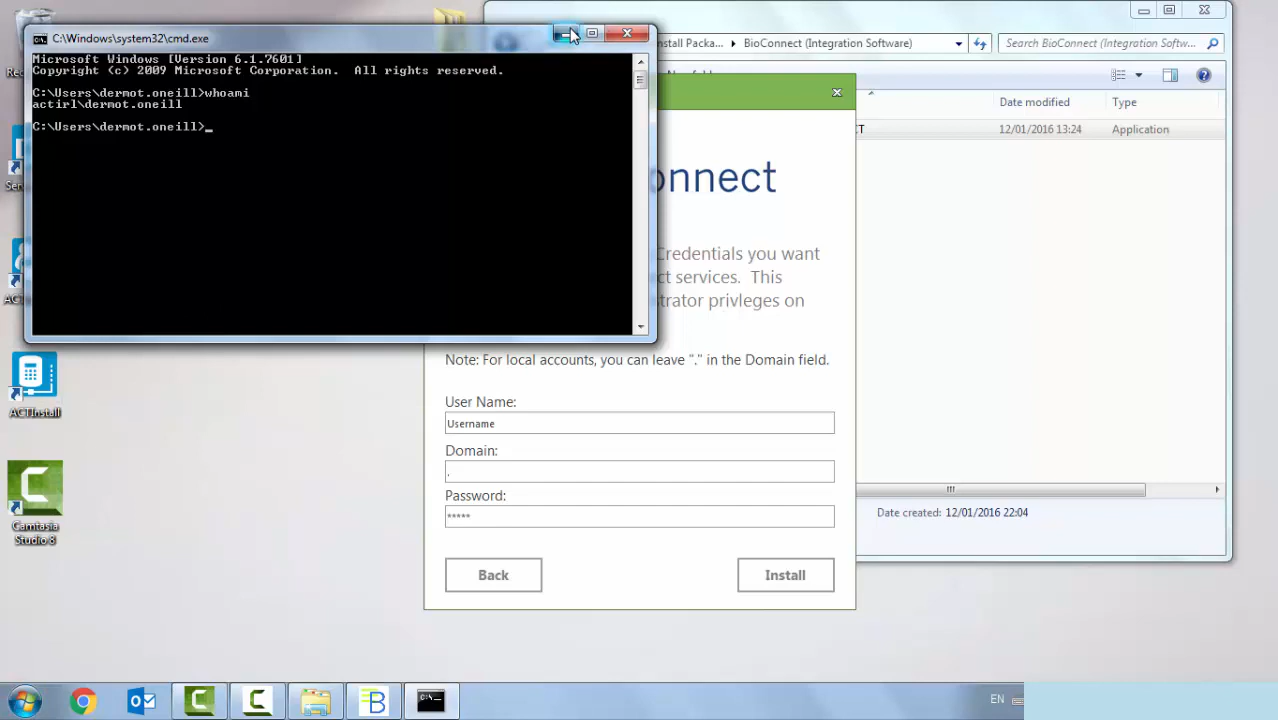 C:\Windows\system32\cmd.exe
Microsoft Windows [Version 6.1.7601]
Copyright (c) 2009 Microsoft Corporation.  All rights reserved.
C:\Users\dermot.oneill>whoami
actirl\dermot.oneill
C:\Users\dermot.oneill>_
nstall Packa... ▸ BioConnect (Integration Software)
Search BioConnect (Integration Software)
Date modified
Type
CT
12/01/2016 13:24
Application
onnect
Credentials you want
ct services.  This
strator privleges on
Note: For local accounts, you can leave "." in the Domain field.
User Name:
Username
Domain:
.
Password:
*****
Back
Install
Date created: 12/01/2016 22:04
ACTInstall
Camtasia
Studio 8
EN